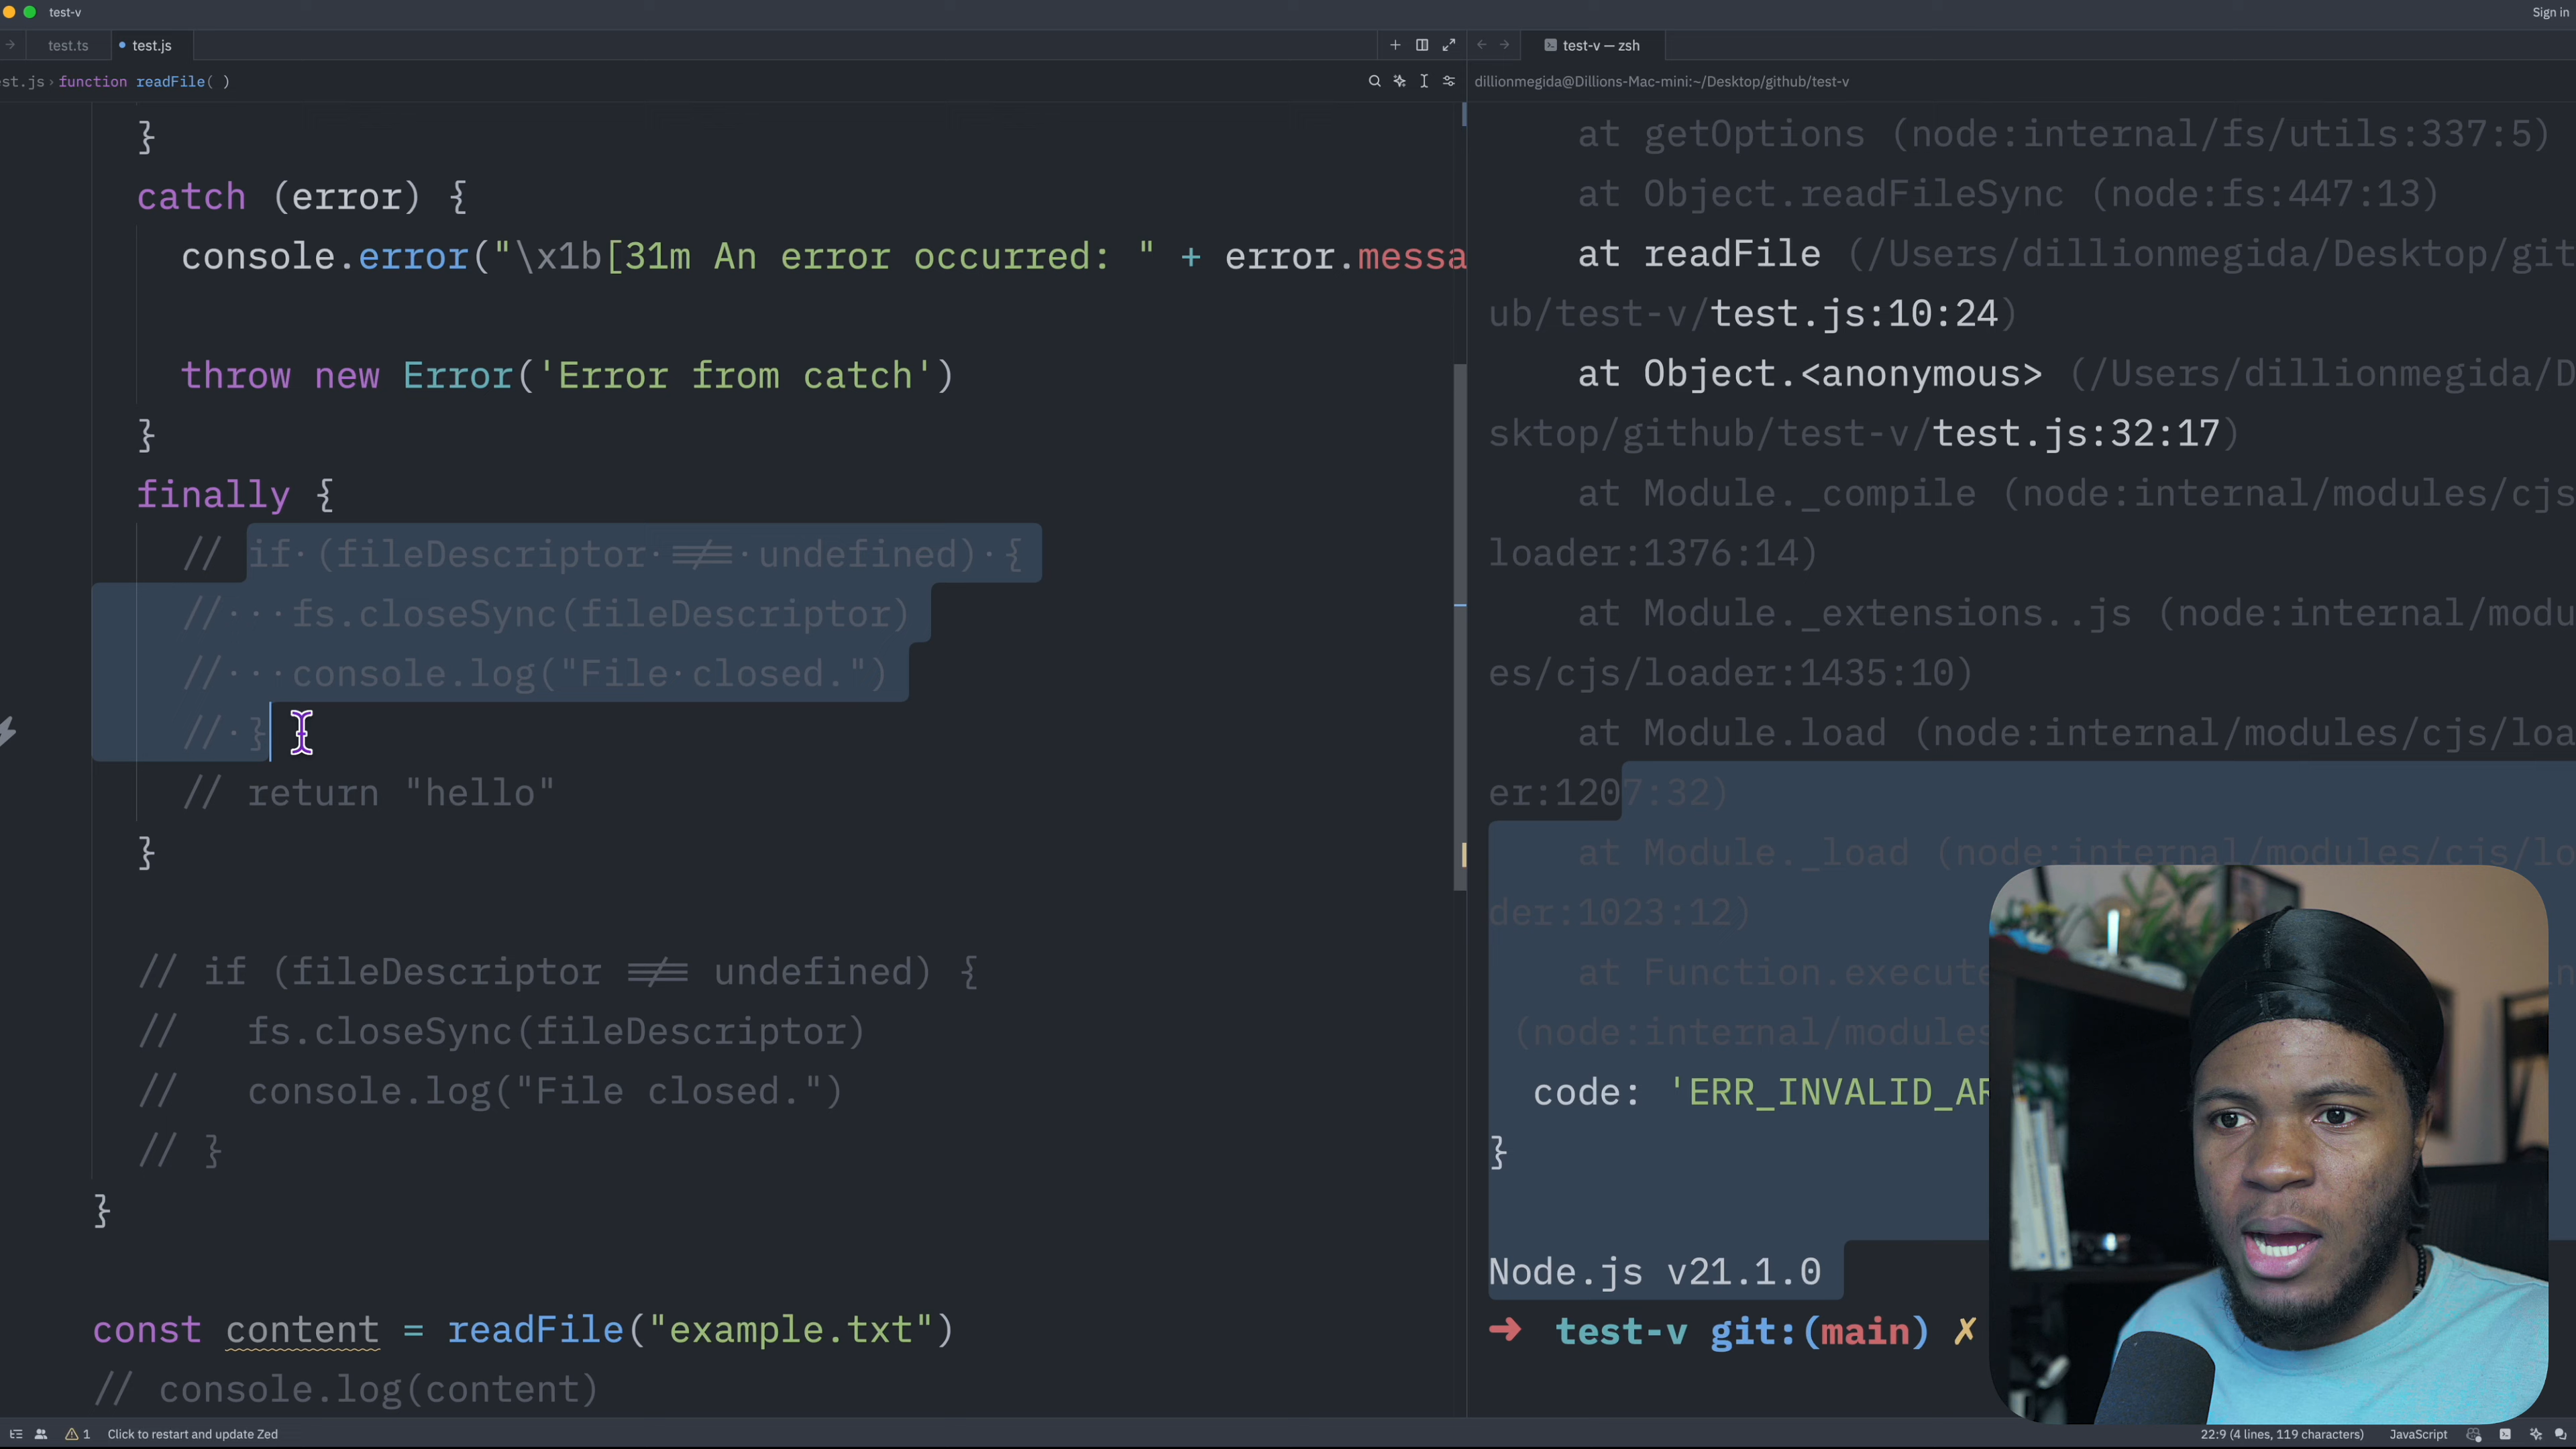 test-v
Sign in
test.ts
test.js
test-v — zsh
est.js › function readFile( )
dillionmegida@Dillions-Mac-mini:~/Desktop/github/test-v
}
catch (error) {
console.error("\x1b[31m An error occurred: " + error.messa
throw new Error('Error from catch')
}
finally {
// if (fileDescriptor !== undefined) {
//   fs.closeSync(fileDescriptor)
//   console.log("File closed.")
// }
// return "hello"
}
// if (fileDescriptor !== undefined) {
//   fs.closeSync(fileDescriptor)
//   console.log("File closed.")
// }
}
const content = readFile("example.txt")
// console.log(content)
at getOptions (node:internal/fs/utils:337:5)
at Object.readFileSync (node:fs:447:13)
at readFile (/Users/dillionmegida/Desktop/git
ub/test-v/test.js:10:24)
at Object.<anonymous> (/Users/dillionmegida/D
sktop/github/test-v/test.js:32:17)
at Module._compile (node:internal/modules/cjs
loader:1376:14)
at Module._extensions..js (node:internal/modu
es/cjs/loader:1435:10)
at Module.load (node:internal/modules/cjs/loa
er:1207:32)
at Module._load (node:internal/modules/cjs/lo
der:1023:12)
at Function.execute
(node:internal/modules
code: 'ERR_INVALID_AR
}
Node.js v21.1.0
➜ test-v git:(main) ✗
1 Click to restart and update Zed
22:9 (4 lines, 119 characters)
JavaScript